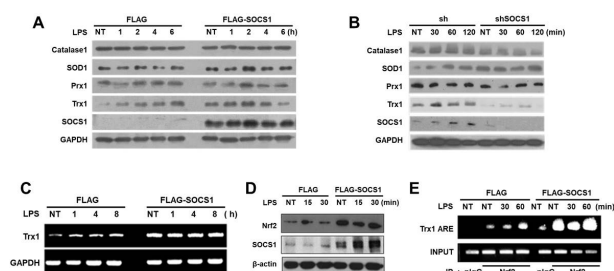 A
FLAG FLAG-SOCS1
LPS NT 1 2 4 6 NT 1 2 4 6 (h)
Catalase1
SOD1
Prx1
Trx1
SOCS1
GAPDH
B
sh shSOCS1
LPS NT 30 60 120 NT 30 60 120 (min)
Catalase1
SOD1
Prx1
Trx1
SOCS1
GAPDH
C
FLAG FLAG-SOCS1
LPS NT 1 4 8 NT 1 4 8 (h)
Trx1
GAPDH
D
FLAG FLAG-SOCS1
LPS NT 15 30 NT 15 30 (min)
Nrf2
SOCS1
β-actin
E
FLAG FLAG-SOCS1
LPS NT NT 30 60 NT NT 30 60 (min)
Trx1 ARE
INPUT
Nrf2 Nrf2